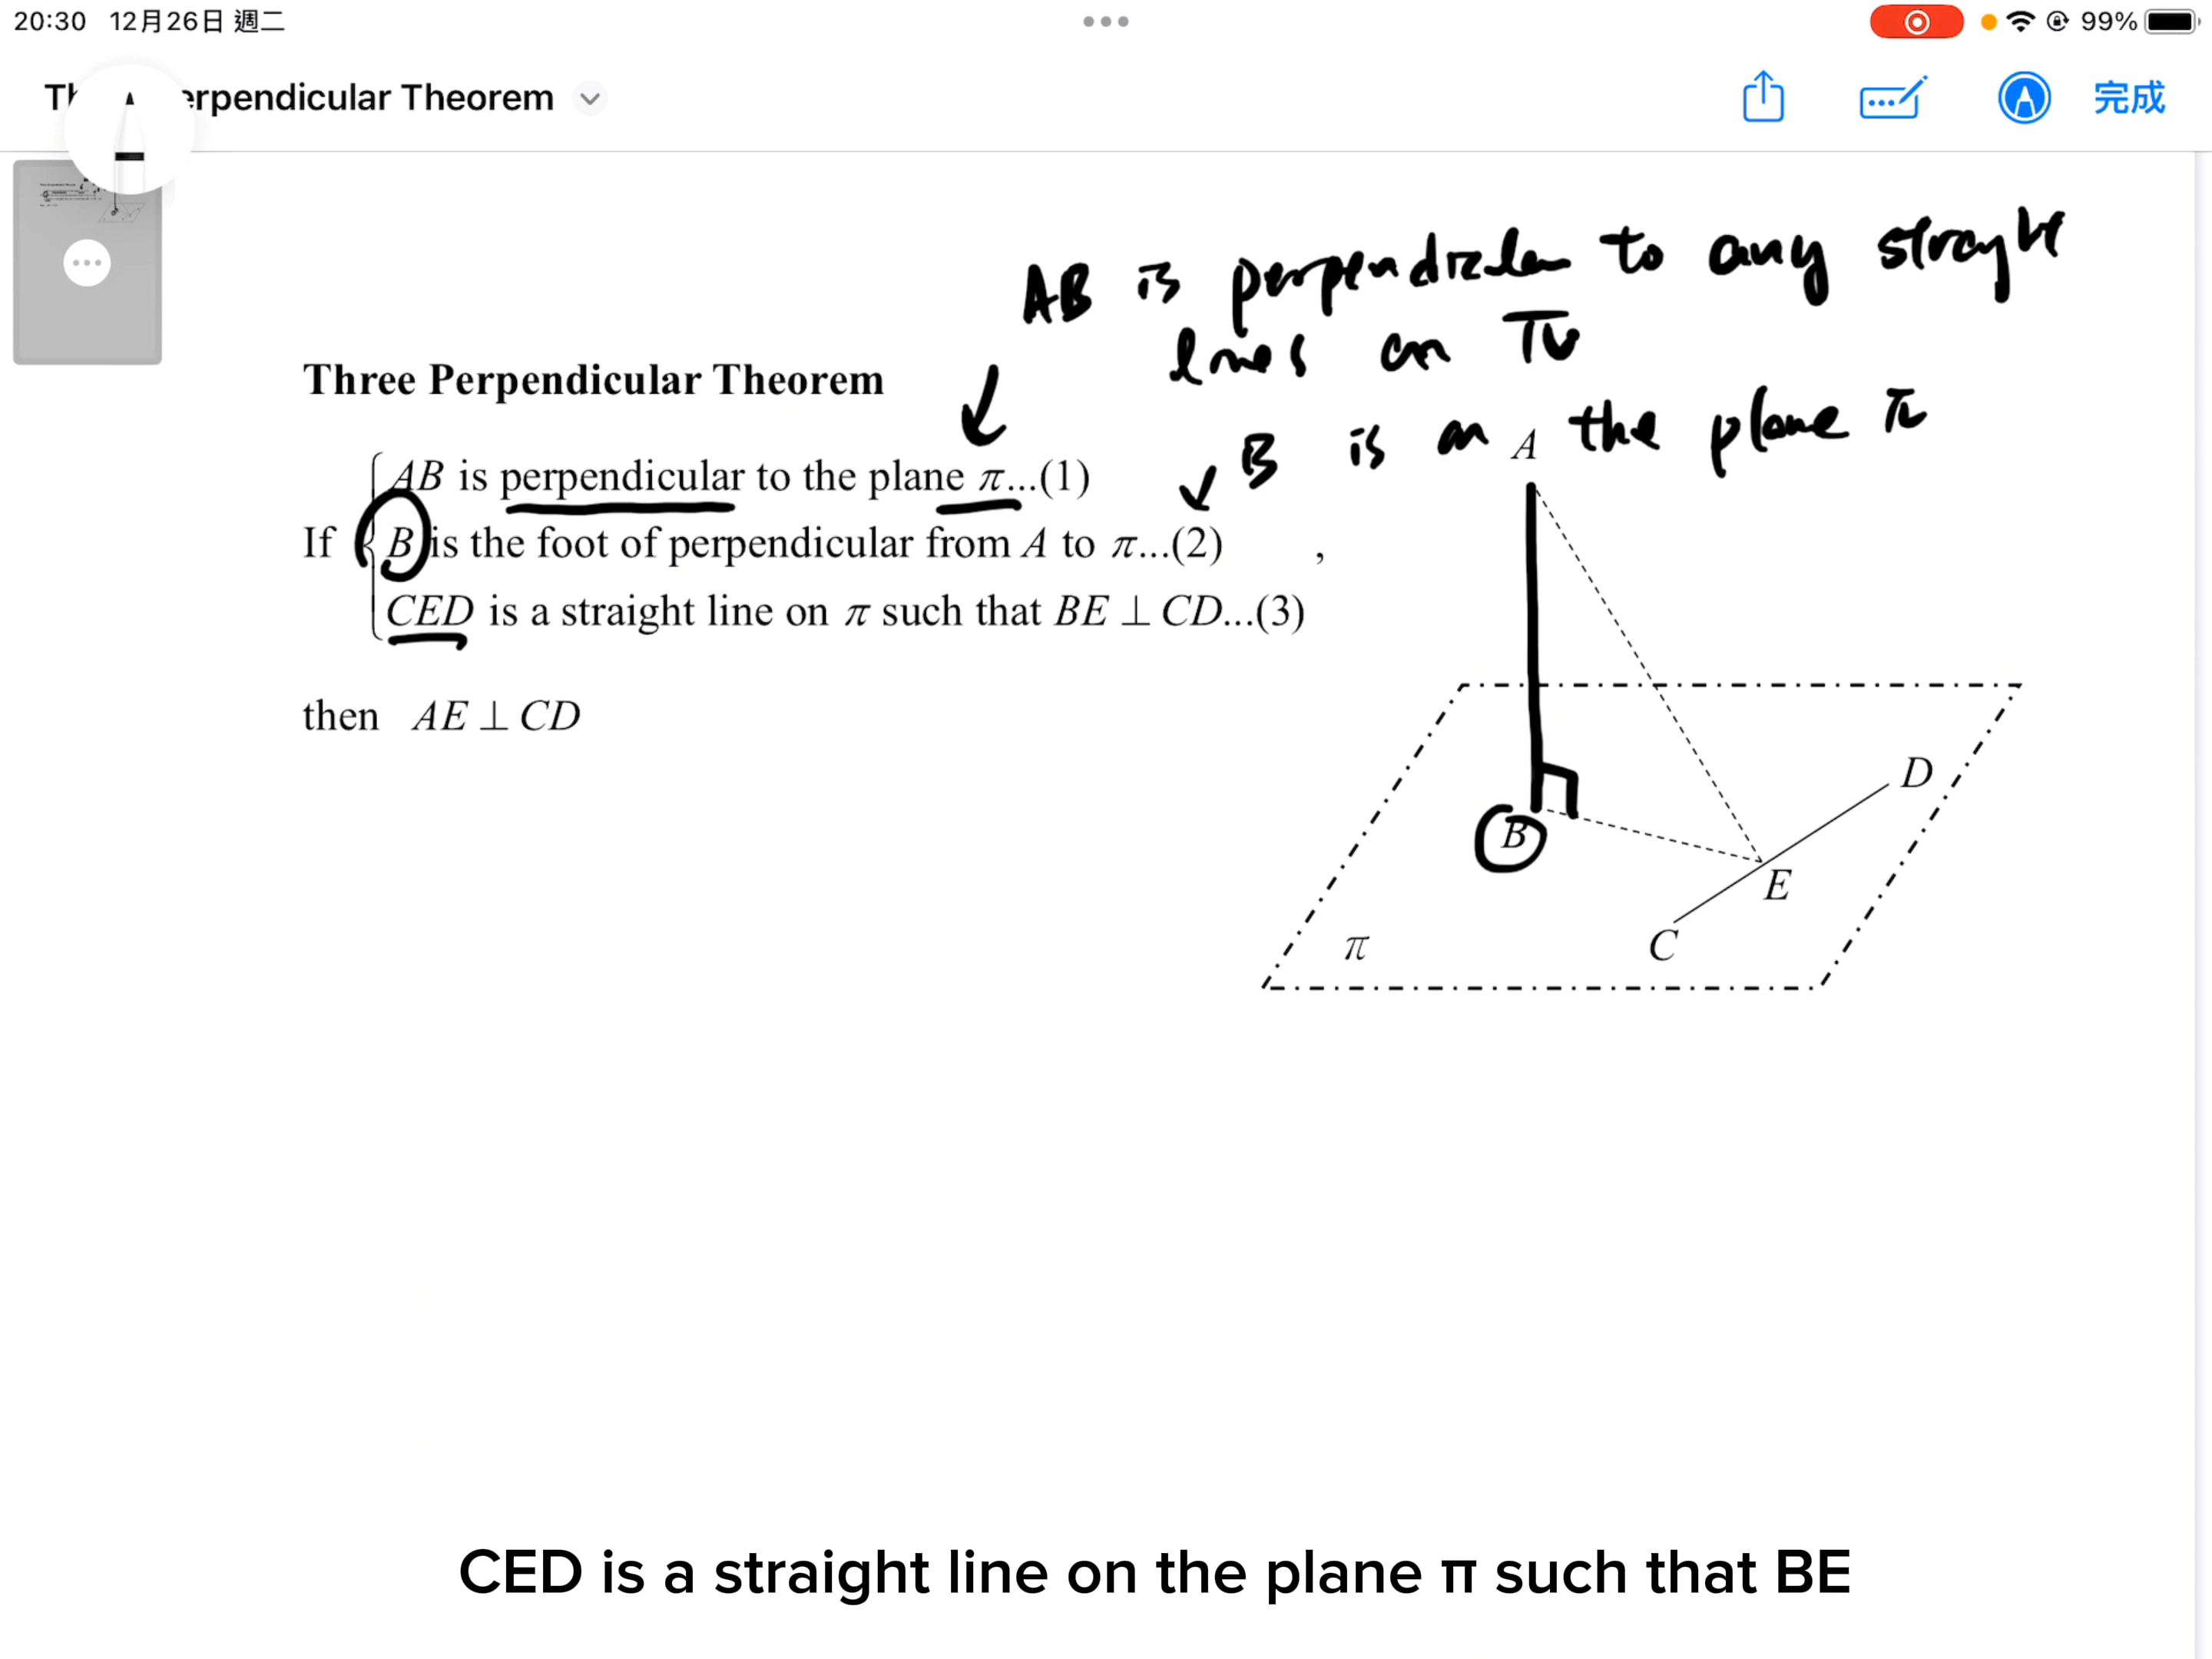 20:30 12月26日 週二
99%
Th erpendicular Theorem
完成
AB is perpendicular to any straight
lines on π
Three Perpendicular Theorem
B is on the plane π
A
AB is perpendicular to the plane π...(1)
If B is the foot of perpendicular from A to π...(2) ,
CED is a straight line on π such that BE ⊥ CD...(3)
then AE ⊥ CD
D
B
E
π
C
CED is a straight line on the plane π such that BE